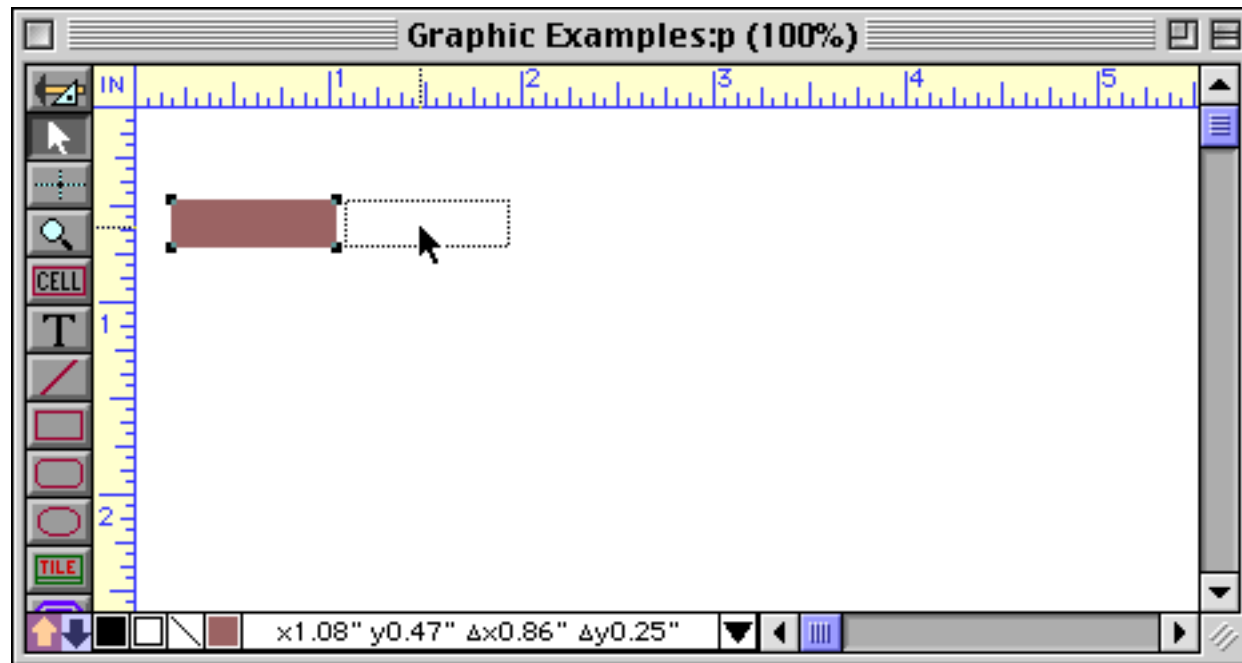 Graphic Examples:p (100%)
IN 1 2 3 4 5
CELL
T
1
2
TILE
x1.08" y0.47" Δx0.86" Δy0.25"